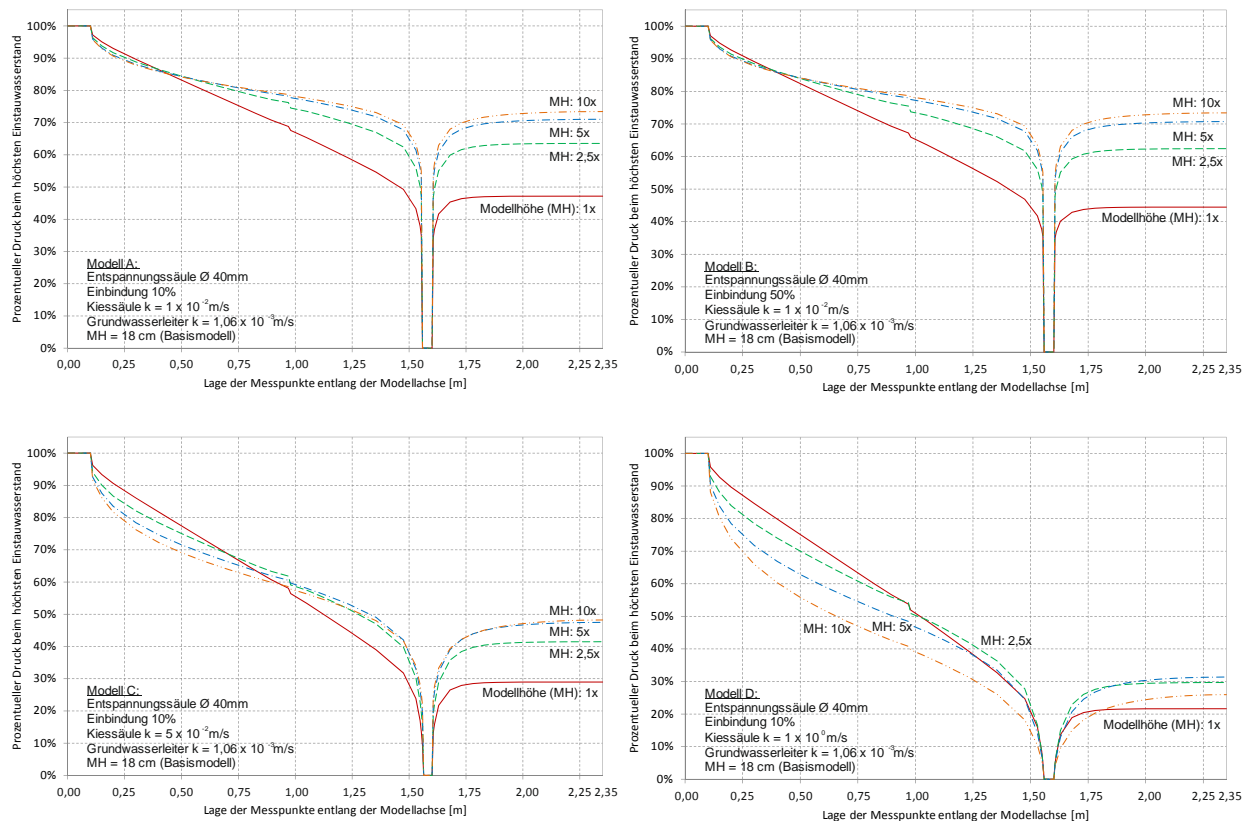 Prozentueller Druck beim höchsten Einstauwasserstand
100%
90%
80%
70%
60%
50%
40%
30%
20%
10%
0%
MH: 10x
MH: 5x
MH: 2,5x
Modellhöhe (MH): 1x
Modell A:
Entspannungssäule Ø 40mm
Einbindung 10%
Kiessäule k = 1 x 10⁻²m/s
Grundwasserleiter k = 1,06 x 10⁻³m/s
MH = 18 cm (Basismodell)
0,00 0,25 0,50 0,75 1,00 1,25 1,50 1,75 2,00 2,25 2,35
Lage der Messpunkte entlang der Modellachse [m]
Prozentueller Druck beim höchsten Einstauwasserstand
100%
90%
80%
70%
60%
50%
40%
30%
20%
10%
0%
MH: 10x
MH: 5x
MH: 2,5x
Modellhöhe (MH): 1x
Modell B:
Entspannungssäule Ø 40mm
Einbindung 50%
Kiessäule k = 1 x 10⁻²m/s
Grundwasserleiter k = 1,06 x 10⁻³m/s
MH = 18 cm (Basismodell)
0,00 0,25 0,50 0,75 1,00 1,25 1,50 1,75 2,00 2,25 2,35
Lage der Messpunkte entlang der Modellachse [m]
Prozentueller Druck beim höchsten Einstauwasserstand
100%
90%
80%
70%
60%
50%
40%
30%
20%
10%
0%
MH: 10x
MH: 5x
MH: 2,5x
Modellhöhe (MH): 1x
Modell C:
Entspannungssäule Ø 40mm
Einbindung 10%
Kiessäule k = 5 x 10⁻²m/s
Grundwasserleiter k = 1,06 x 10⁻³m/s
MH = 18 cm (Basismodell)
0,00 0,25 0,50 0,75 1,00 1,25 1,50 1,75 2,00 2,25 2,35
Lage der Messpunkte entlang der Modellachse [m]
Prozentueller Druck beim höchsten Einstauwasserstand
100%
90%
80%
70%
60%
50%
40%
30%
20%
10%
0%
MH: 10x
MH: 5x
MH: 2,5x
Modellhöhe (MH): 1x
Modell D:
Entspannungssäule Ø 40mm
Einbindung 10%
Kiessäule k = 1 x 10⁰m/s
Grundwasserleiter k = 1,06 x 10⁻³m/s
MH = 18 cm (Basismodell)
0,00 0,25 0,50 0,75 1,00 1,25 1,50 1,75 2,00 2,25 2,35
Lage der Messpunkte entlang der Modellachse [m]